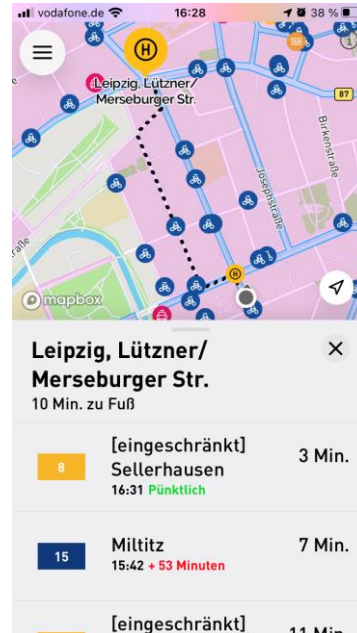 vodafone.de
16:28
38 %
H
Leipzig, Lützner/
Merseburger Str.
87
Birkenstraße
Josephstraße
H
mapbox
Leipzig, Lützner/
Merseburger Str.
10 Min. zu Fuß
[eingeschränkt]
8
Sellerhausen
3 Min.
16:31 Pünktlich
Miltitz
7 Min.
15
15:42 + 53 Minuten
[eingeschränkt]
11 Min.